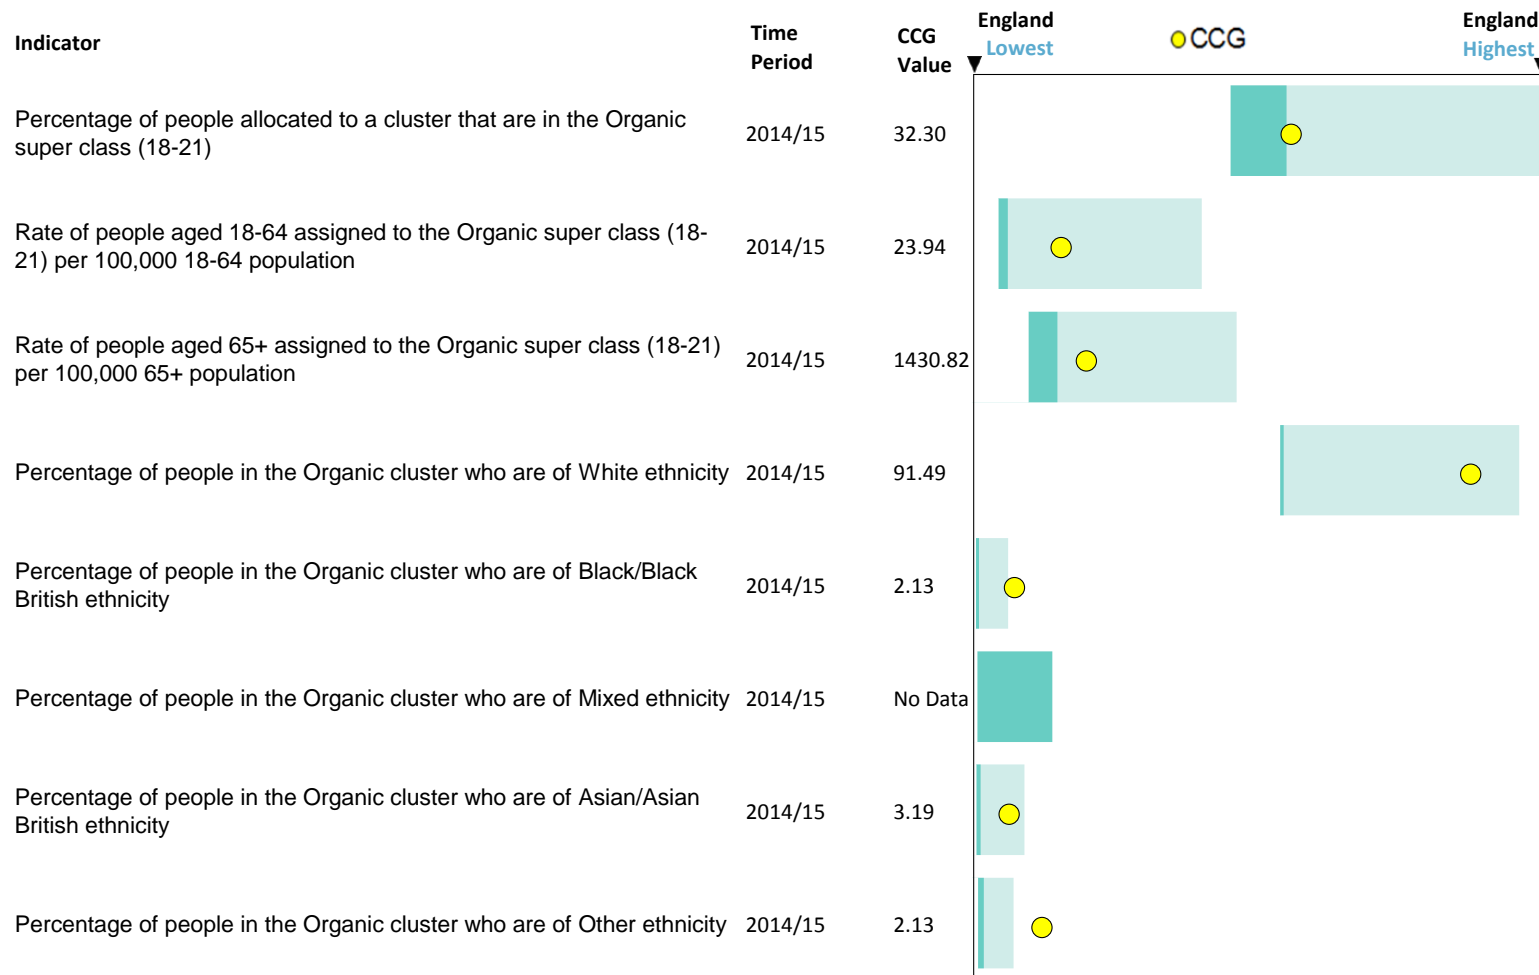 Indicator
Time
Period
CCG
Value
England
Lowest
CCG
England
Highest
Percentage of people allocated to a cluster that are in the Organic
super class (18-21)
2014/15
32.30
Rate of people aged 18-64 assigned to the Organic super class (18-
21) per 100,000 18-64 population
2014/15
23.94
Rate of people aged 65+ assigned to the Organic super class (18-21)
per 100,000 65+ population
2014/15
1430.82
Percentage of people in the Organic cluster who are of White ethnicity
2014/15
91.49
Percentage of people in the Organic cluster who are of Black/Black
British ethnicity
2014/15
2.13
Percentage of people in the Organic cluster who are of Mixed ethnicity
2014/15
No Data
Percentage of people in the Organic cluster who are of Asian/Asian
British ethnicity
2014/15
3.19
Percentage of people in the Organic cluster who are of Other ethnicity
2014/15
2.13